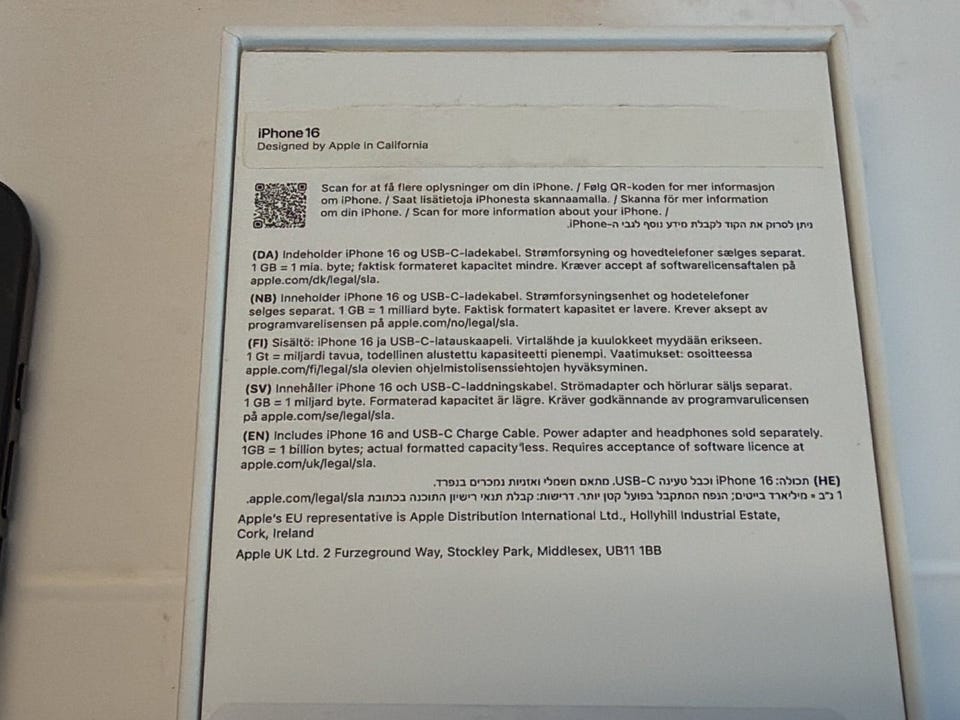 iPhone 16
Designed by Apple in California
Scan for at få flere oplysninger om din iPhone. / Følg QR-koden for mer informasjon
om iPhone. / Saat lisätietoja iPhonesta skannaamalla. / Skanna för mer information
om din iPhone. / Scan for more information about your iPhone. /
ניתן לסרוק את הקוד לקבלת מידע נוסף לגבי ה-iPhone.
(DA) Indeholder iPhone 16 og USB-C-ladekabel. Strømforsyning og hovedtelefoner sælges separat.
1 GB = 1 mia. byte; faktisk formateret kapacitet mindre. Kræver accept af softwarelicensaftalen på
apple.com/dk/legal/sla.
(NB) Inneholder iPhone 16 og USB-C-ladekabel. Strømforsyningsenhet og hodetelefoner
selges separat. 1 GB = 1 milliard byte. Faktisk formatert kapasitet er lavere. Krever aksept av
programvarelisensen på apple.com/no/legal/sla.
(FI) Sisältö: iPhone 16 ja USB-C-latauskaapeli. Virtalähde ja kuulokkeet myydään erikseen.
1 Gt = miljardi tavua, todellinen alustettu kapasiteetti pienempi. Vaatimukset: osoitteessa
apple.com/fi/legal/sla olevien ohjelmistolisenssiehtojen hyväksyminen.
(SV) Innehåller iPhone 16 och USB-C-laddningskabel. Strömadapter och hörlurar säljs separat.
1 GB = 1 miljard byte. Formaterad kapacitet är lägre. Kräver godkännande av programvarulicensen
på apple.com/se/legal/sla.
(EN) Includes iPhone 16 and USB-C Charge Cable. Power adapter and headphones sold separately.
1GB = 1 billion bytes; actual formatted capacity less. Requires acceptance of software licence at
apple.com/uk/legal/sla.
(HE) תכולה: iPhone 16 וכבל טעינה USB-C. מתאם חשמלי ואזניות נמכרים בנפרד.
1 ג"ב = מיליארד בייטים; הנפח המתקבל בפועל קטן יותר. דרישות: קבלת תנאי רישיון התוכנה בכתובת apple.com/legal/sla.
Apple's EU representative is Apple Distribution International Ltd., Hollyhill Industrial Estate,
Cork, Ireland
Apple UK Ltd. 2 Furzeground Way, Stockley Park, Middlesex, UB11 1BB